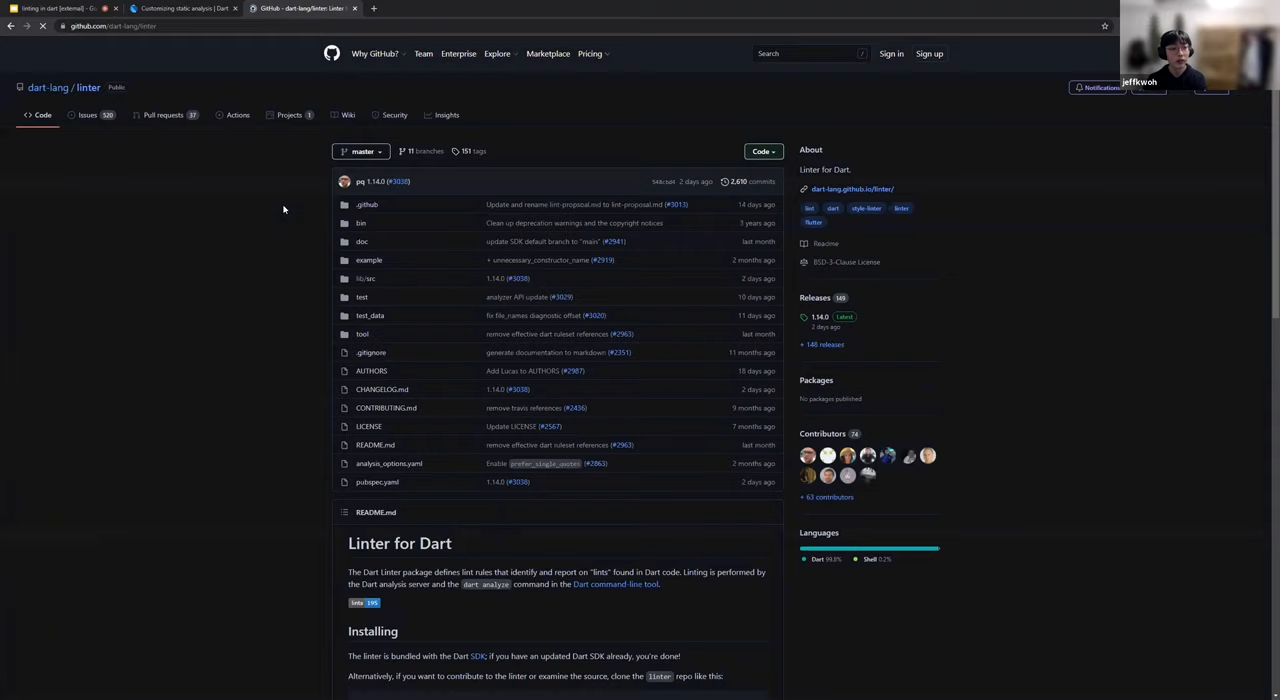 linting in dart [external] - Go
Customizing static analysis | Dart
GitHub - dart-lang/linter: Linter
github.com/dart-lang/linter
Why GitHub? Team Enterprise Explore Marketplace Pricing
Search /
Sign in Sign up
jeffkwoh
dart-lang / linter Public
Notifications
Code Issues 520 Pull requests 37 Actions Projects 1 Wiki Security Insights
master 11 branches 151 tags Code
pq 1.14.0 (#3038) 2 days ago 2,610 commits
.github Update and rename lint-propsoal.md to lint-proposal.md (#3013) 14 days ago
bin Clean up deprecation warnings and the copyright notices 3 years ago
doc update SDK default branch to "main" (#2941) last month
example + unnecessary_constructor_name (#2919) 2 months ago
lib/src 1.14.0 (#3038) 2 days ago
test analyzer API update (#3029) 10 days ago
test_data fix file_names diagnostic offset (#3020) 11 days ago
tool remove effective dart ruleset references (#2963) last month
.gitignore generate documentation to markdown (#2351) 11 months ago
AUTHORS Add Lucas to AUTHORS (#2987) 18 days ago
CHANGELOG.md 1.14.0 (#3038) 2 days ago
CONTRIBUTING.md remove travis references (#2436) 9 months ago
LICENSE Update LICENSE (#2567) 7 months ago
README.md remove effective dart ruleset references (#2963) last month
analysis_options.yaml Enable prefer_single_quotes (#2863) 2 months ago
pubspec.yaml 1.14.0 (#3038) 2 days ago
README.md
Linter for Dart
The Dart Linter package defines lint rules that identify and report on "lints" found in Dart code. Linting is performed by
the Dart analysis server and the dart analyze command in the Dart command-line tool.
lints 195
Installing
The linter is bundled with the Dart SDK; if you have an updated Dart SDK already, you're done!
Alternatively, if you want to contribute to the linter or examine the source, clone the linter repo like this:
About
Linter for Dart.
dart-lang.github.io/linter/
lint dart style-linter linter
flutter
Readme
BSD-3-Clause License
Releases 149
1.14.0 Latest
2 days ago
+ 148 releases
Packages
No packages published
Contributors 74
+ 63 contributors
Languages
Dart 99.8% Shell 0.2%